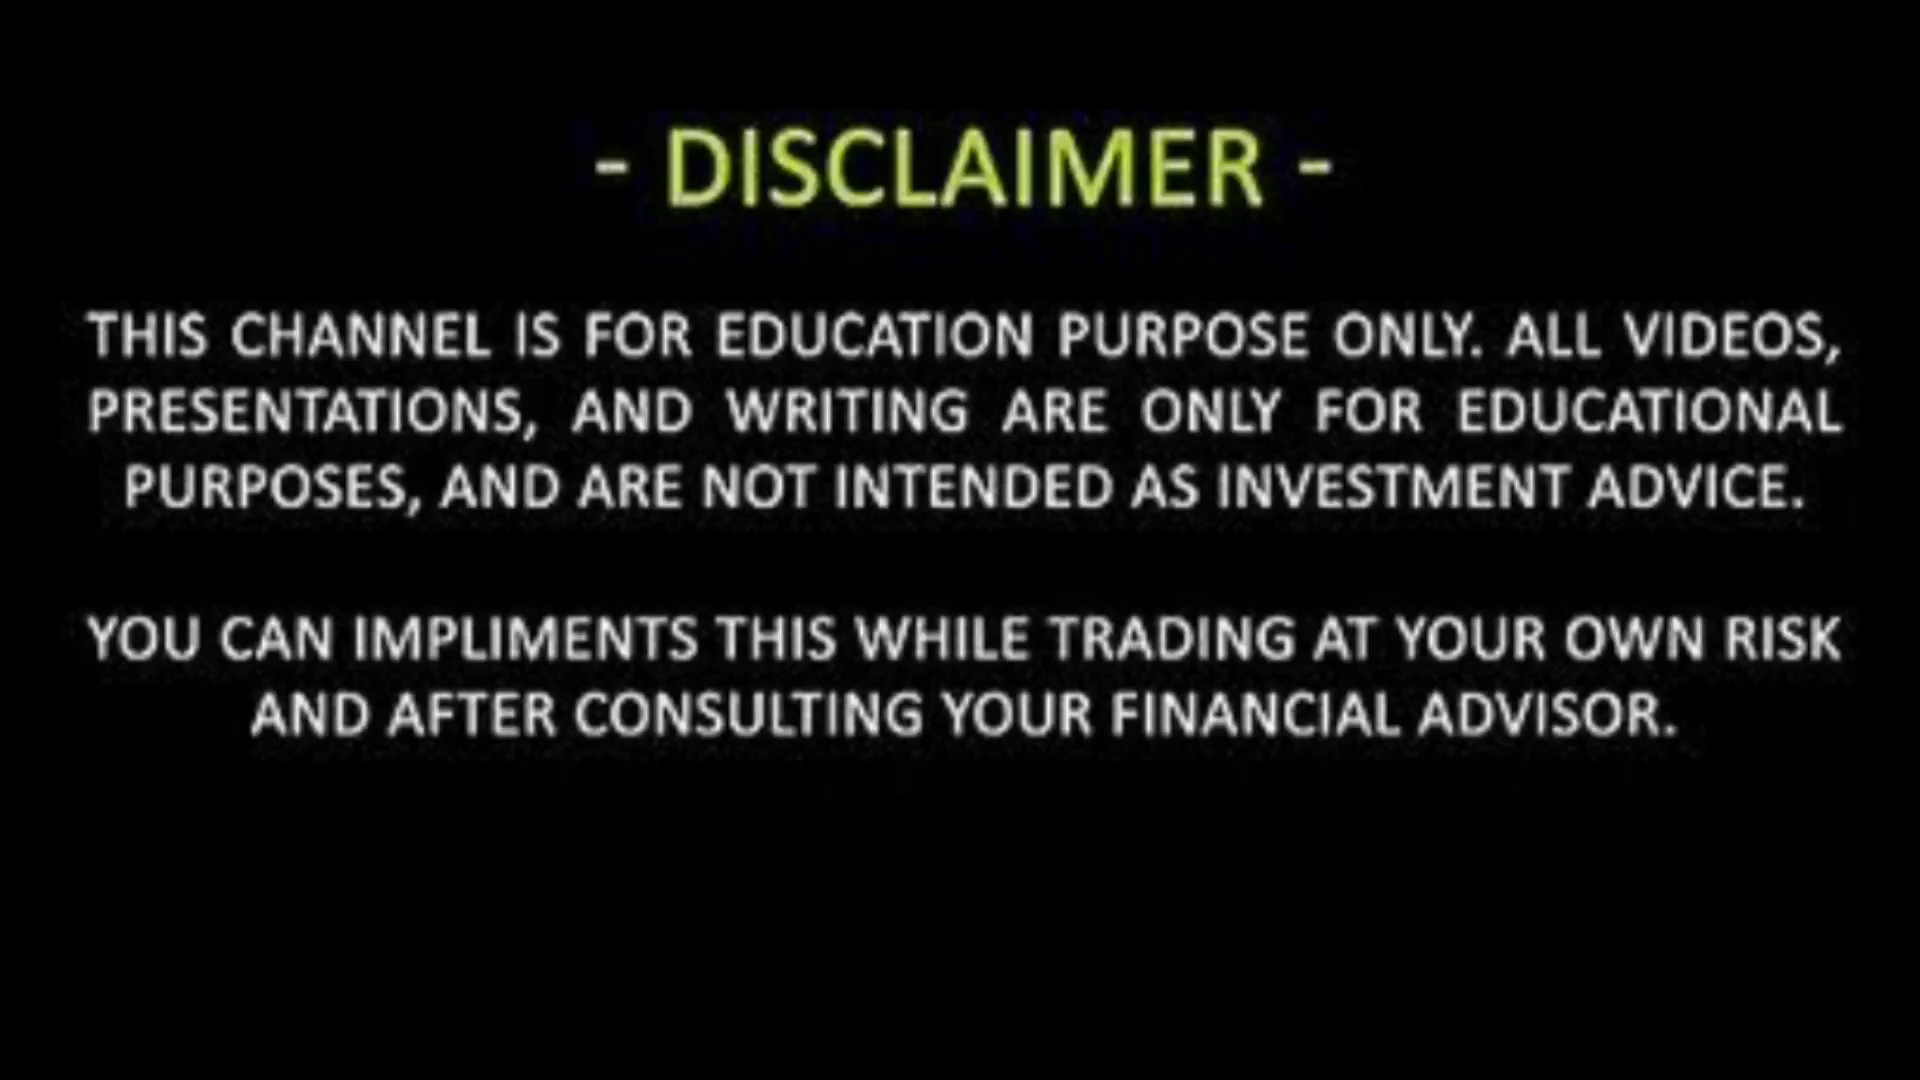 - DISCLAIMER -
THIS CHANNEL IS FOR EDUCATION PURPOSE ONLY. ALL VIDEOS,
PRESENTATIONS, AND WRITING ARE ONLY FOR EDUCATIONAL
PURPOSES, AND ARE NOT INTENDED AS INVESTMENT ADVICE.
YOU CAN IMPLIMENTS THIS WHILE TRADING AT YOUR OWN RISK
AND AFTER CONSULTING YOUR FINANCIAL ADVISOR.